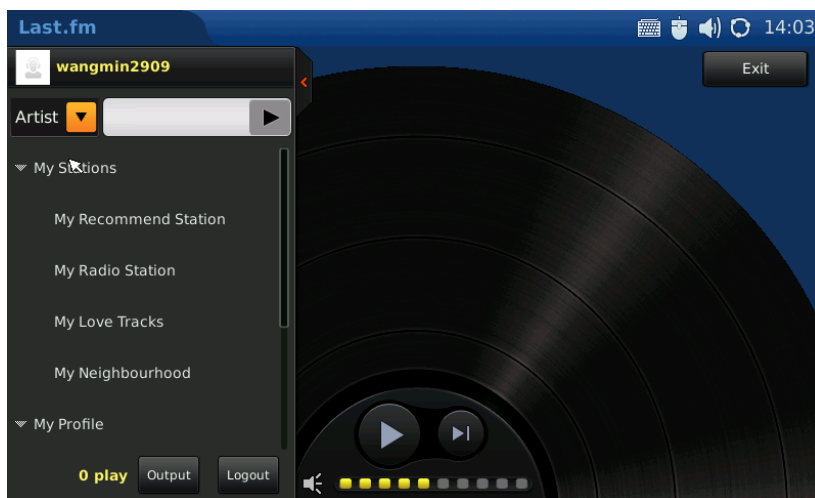 Last.fm
14:03
wangmin2909
Exit
Artist
My Stations
My Recommend Station
My Radio Station
My Love Tracks
My Neighbourhood
My Profile
0 play
Output
Logout